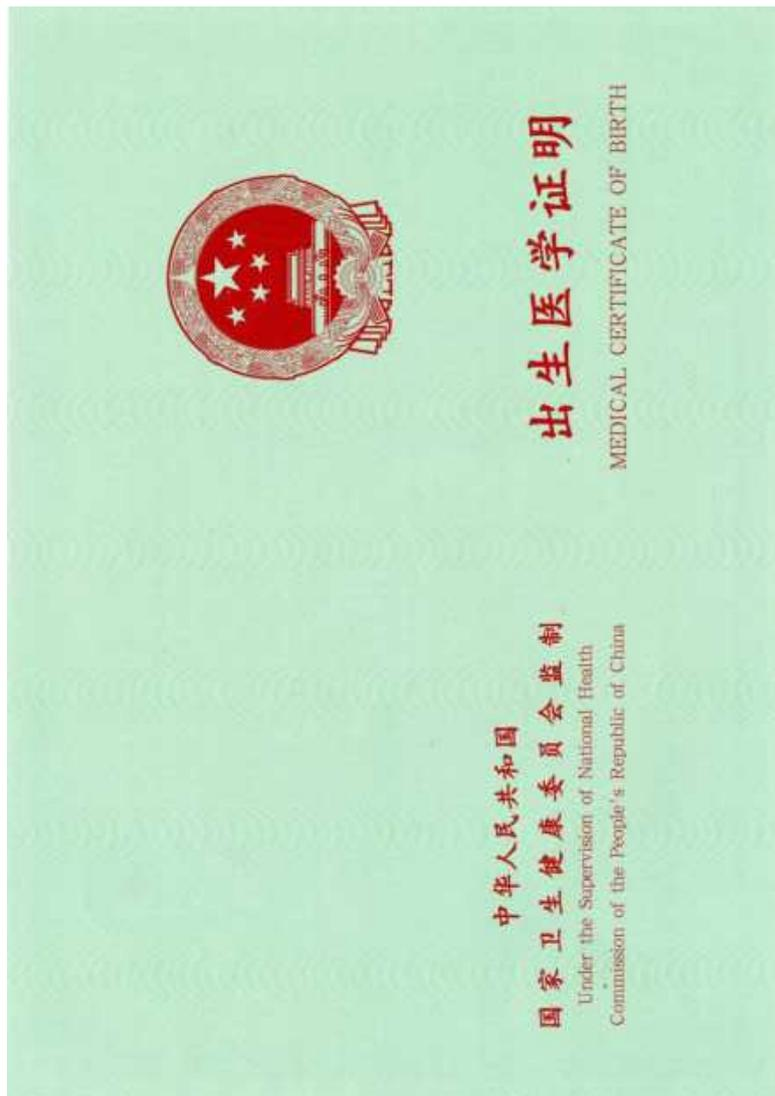 出生医学证明
MEDICAL CERTIFICATE OF BIRTH
中华人民共和国
国家卫生健康委员会监制
Under the Supervision of National Health
Commission of the People's Republic of China